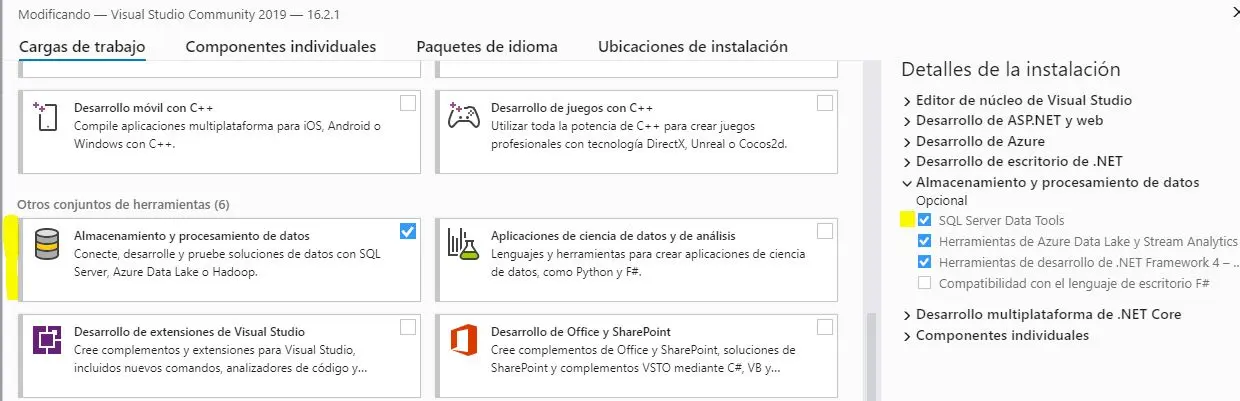 Modificando — Visual Studio Community 2019 — 16.2.1
Cargas de trabajo
Componentes individuales
Paquetes de idioma
Ubicaciones de instalación
Desarrollo móvil con C++
Compile aplicaciones multiplataforma para iOS, Android o
Windows con C++.
Desarrollo de juegos con C++
Utilizar toda la potencia de C++ para crear juegos
profesionales con tecnología DirectX, Unreal o Cocos2d.
Otros conjuntos de herramientas (6)
Almacenamiento y procesamiento de datos
Conecte, desarrolle y pruebe soluciones de datos con SQL
Server, Azure Data Lake o Hadoop.
Aplicaciones de ciencia de datos y de análisis
Lenguajes y herramientas para crear aplicaciones de ciencia
de datos, como Python y F#.
Desarrollo de extensiones de Visual Studio
Cree complementos y extensiones para Visual Studio,
incluidos nuevos comandos, analizadores de código y...
Desarrollo de Office y SharePoint
Cree complementos de Office y SharePoint, soluciones de
SharePoint y complementos VSTO mediante C#, VB y...
Detalles de la instalación
Editor de núcleo de Visual Studio
Desarrollo de ASP.NET y web
Desarrollo de Azure
Desarrollo de escritorio de .NET
Almacenamiento y procesamiento de datos
Opcional
SQL Server Data Tools
Herramientas de Azure Data Lake y Stream Analytics
Herramientas de desarrollo de .NET Framework 4 – ...
Compatibilidad con el lenguaje de escritorio F#
Desarrollo multiplataforma de .NET Core
Componentes individuales